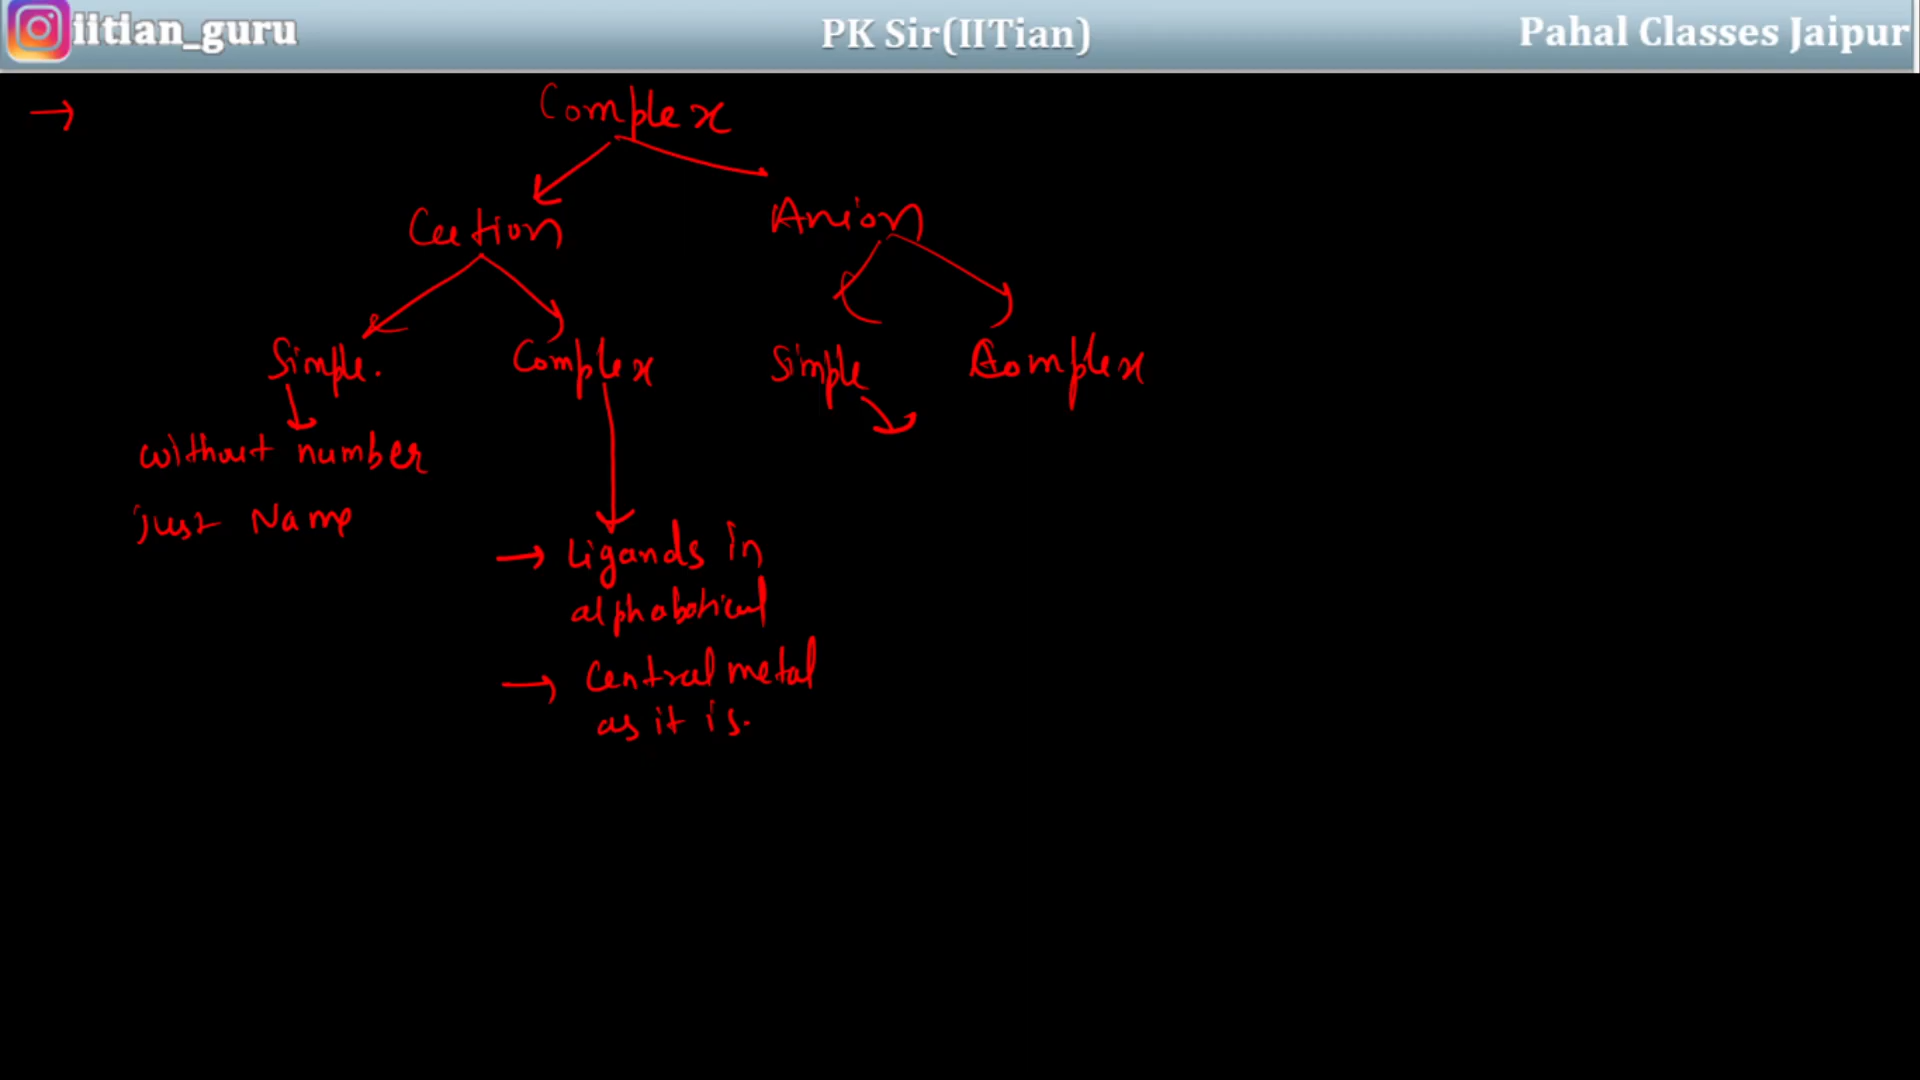 iitian_guru
PK Sir(IITian)
Pahal Classes Jaipur
→ Complex
Cation
Anion
Simple.
Complex
Simple
Complex
without number
just Name
→ Ligands in
alphabetical
→ Central metal
as it is.